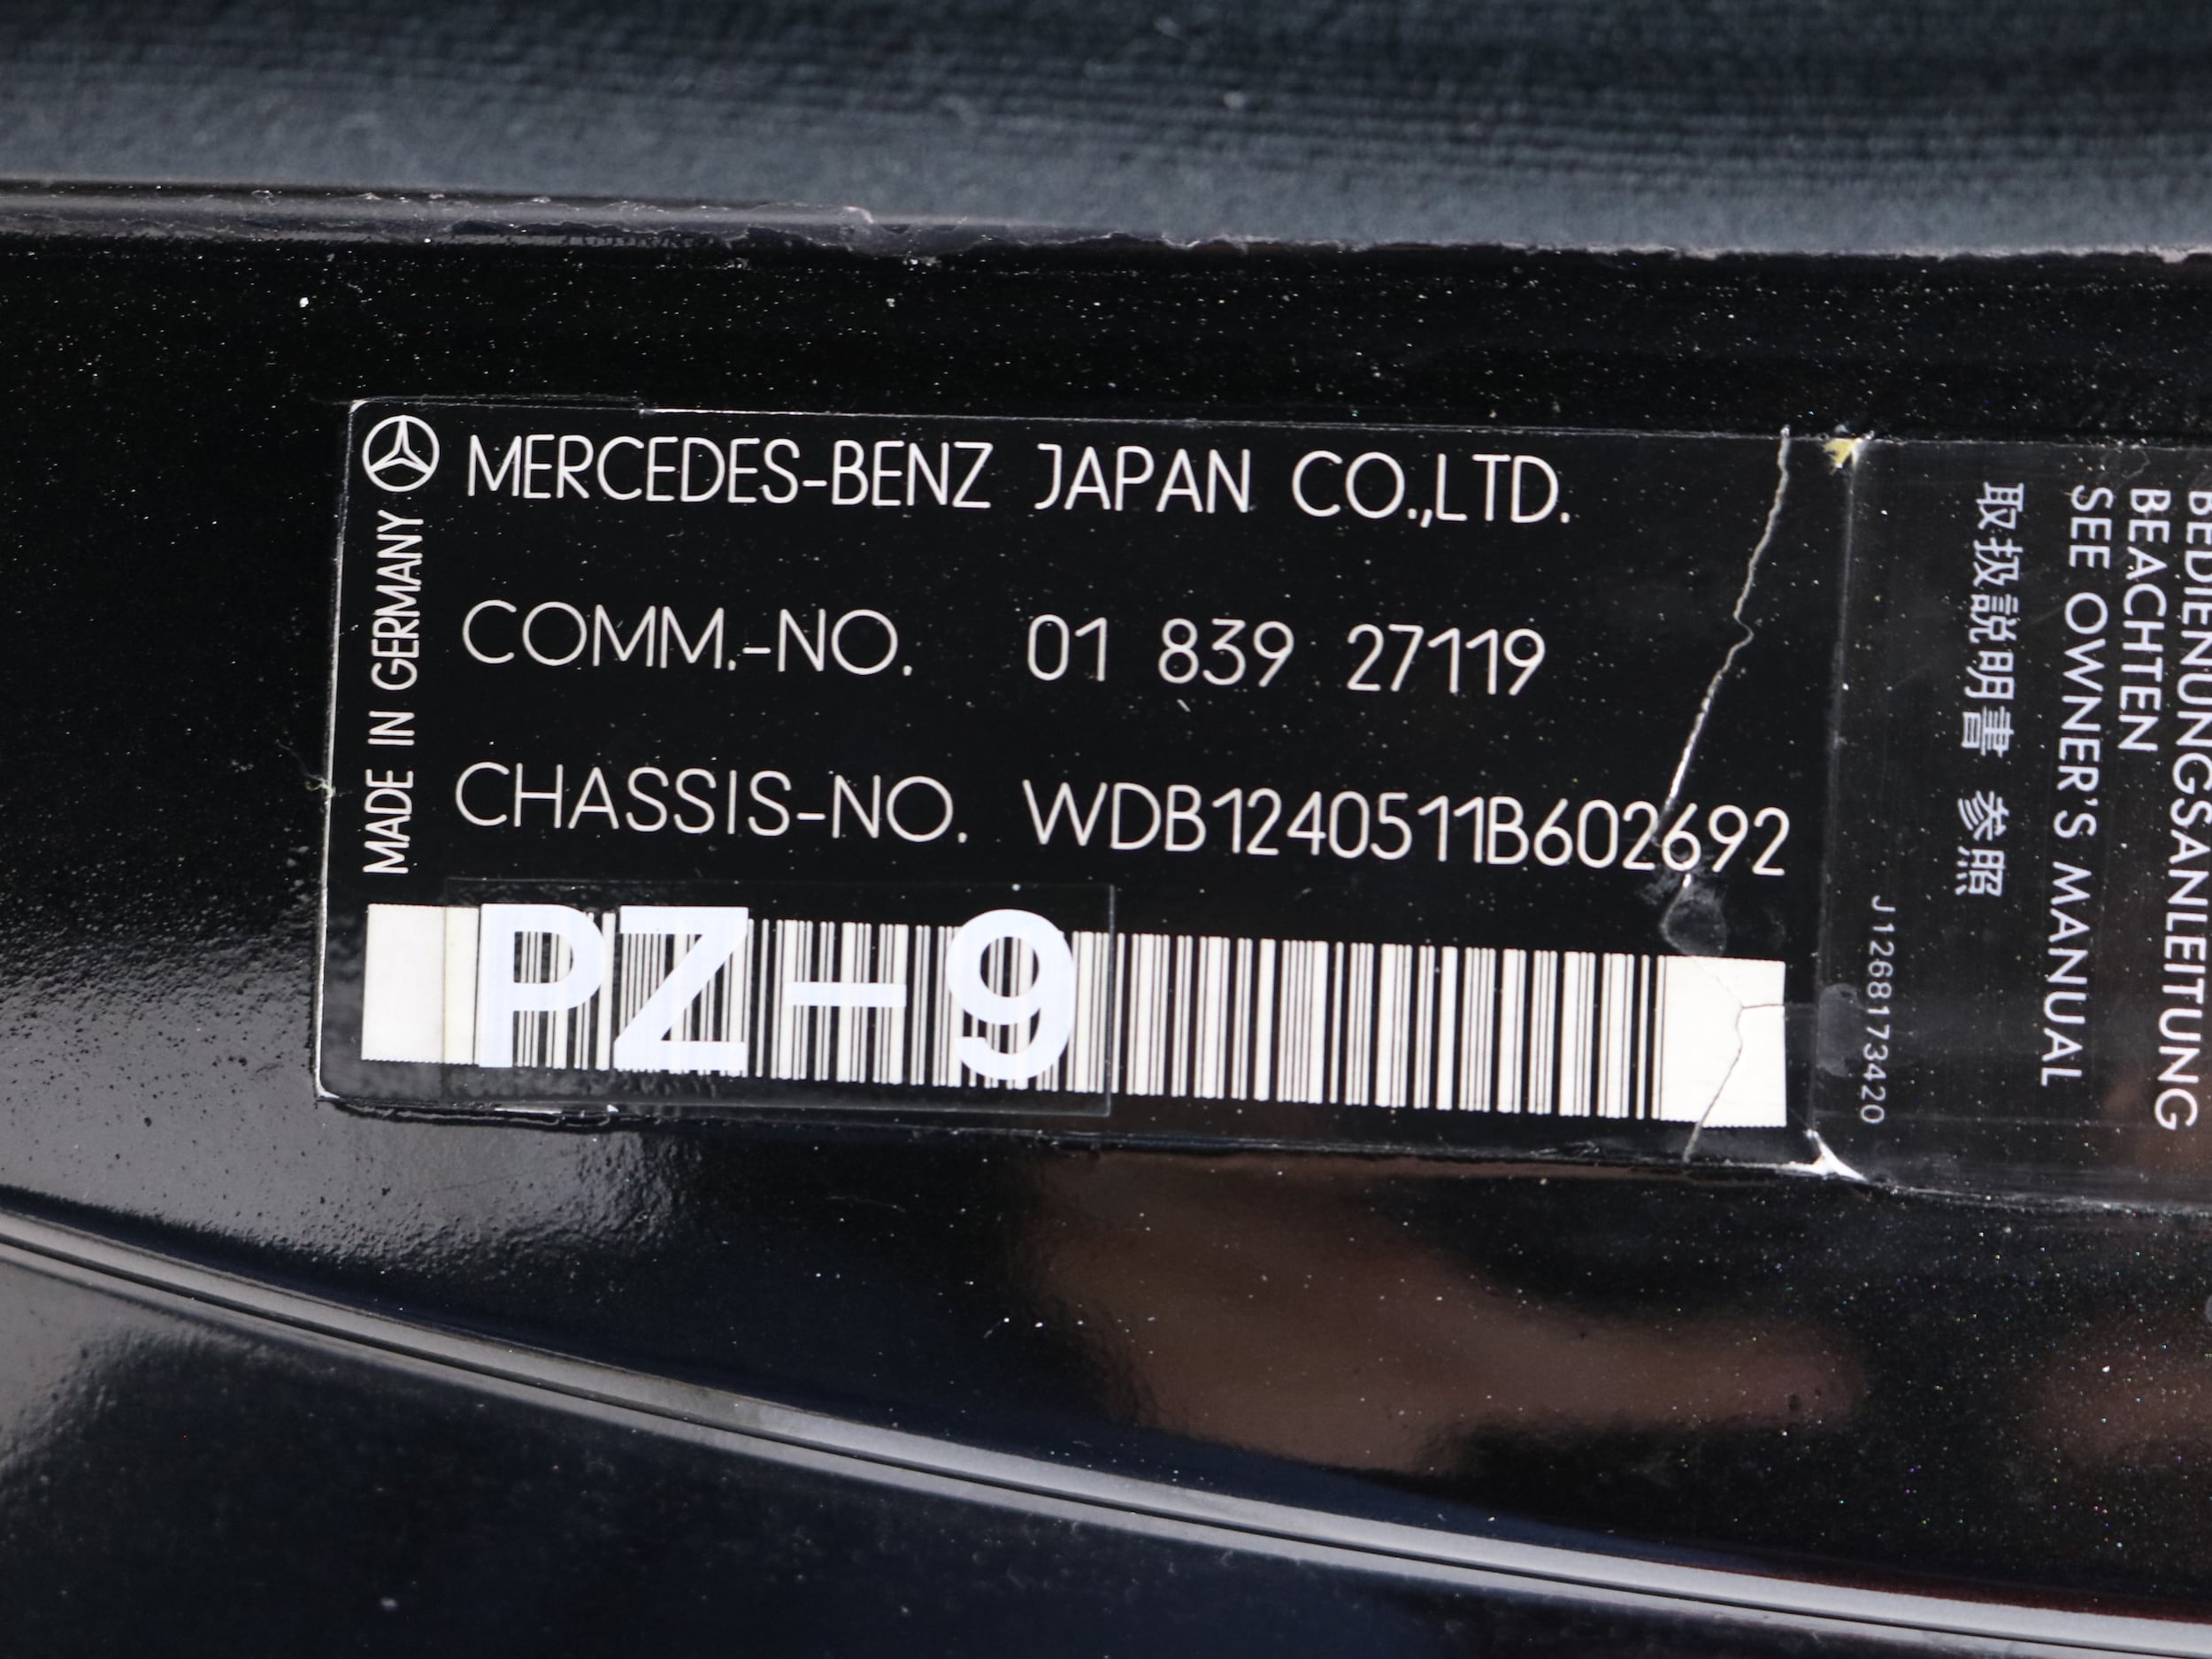 MERCEDES-BENZ JAPAN CO.,LTD.
MADE IN GERMANY
COMM.-NO. 01 839 27119
CHASSIS-NO. WDB1240511B602692
PZ-9
BEDIENUNGSANLEITUNG
BEACHTEN
SEE OWNER'S MANUAL
取扱説明書 参照
J1268173420